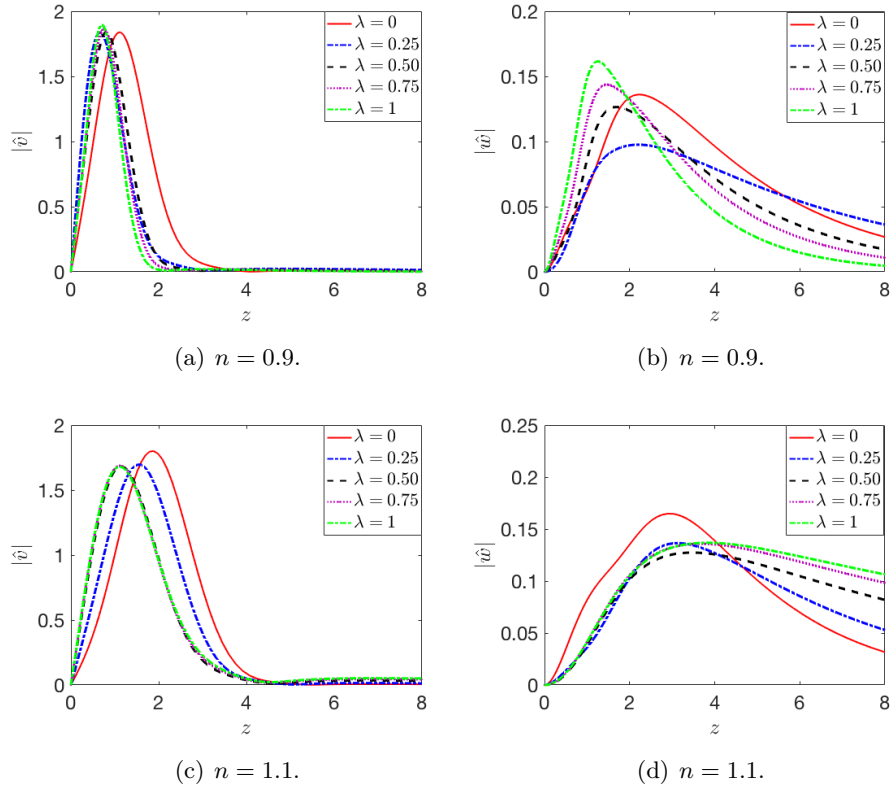 2
1.5
1
0.5
0
|v̂|
0 2 4 6 8
z
λ = 0
λ = 0.25
λ = 0.50
λ = 0.75
λ = 1
(a) n = 0.9.
0.2
0.15
0.1
0.05
0
|ŵ|
0 2 4 6 8
z
λ = 0
λ = 0.25
λ = 0.50
λ = 0.75
λ = 1
(b) n = 0.9.
2
1.5
1
0.5
0
|v̂|
0 2 4 6 8
z
λ = 0
λ = 0.25
λ = 0.50
λ = 0.75
λ = 1
(c) n = 1.1.
0.25
0.2
0.15
0.1
0.05
0
|ŵ|
0 2 4 6 8
z
λ = 0
λ = 0.25
λ = 0.50
λ = 0.75
λ = 1
(d) n = 1.1.